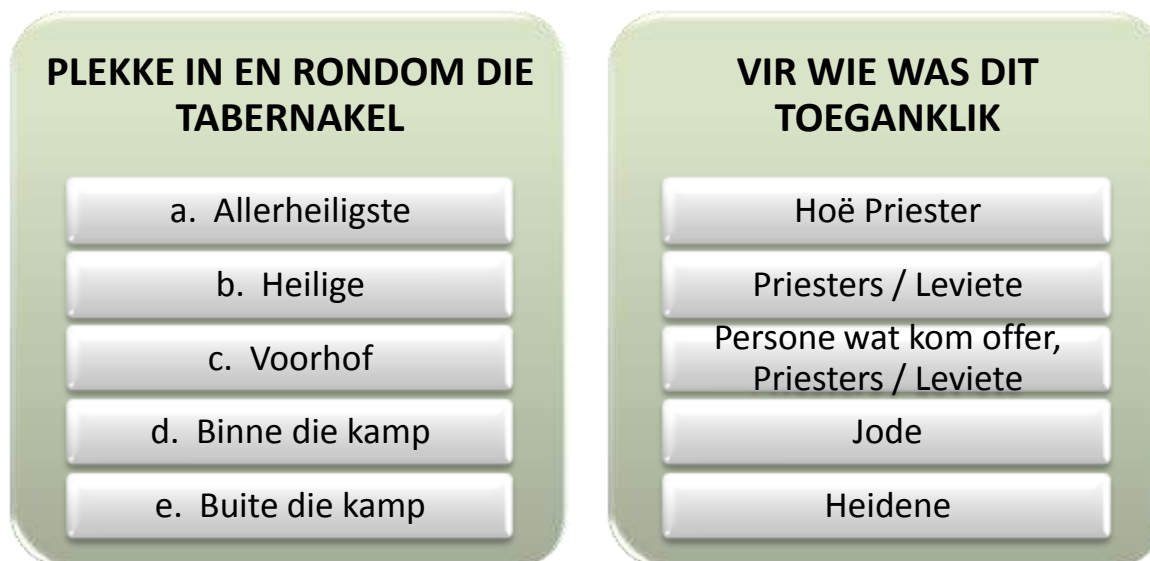 PLEKKE IN EN RONDOM DIE
TABERNAKEL
a. Allerheiligste
b. Heilige
c. Voorhof
d. Binne die kamp
e. Buite die kamp
VIR WIE WAS DIT
TOEGANKLIK
Hoë Priester
Priesters / Leviete
Persone wat kom offer,
Priesters / Leviete
Jode
Heidene